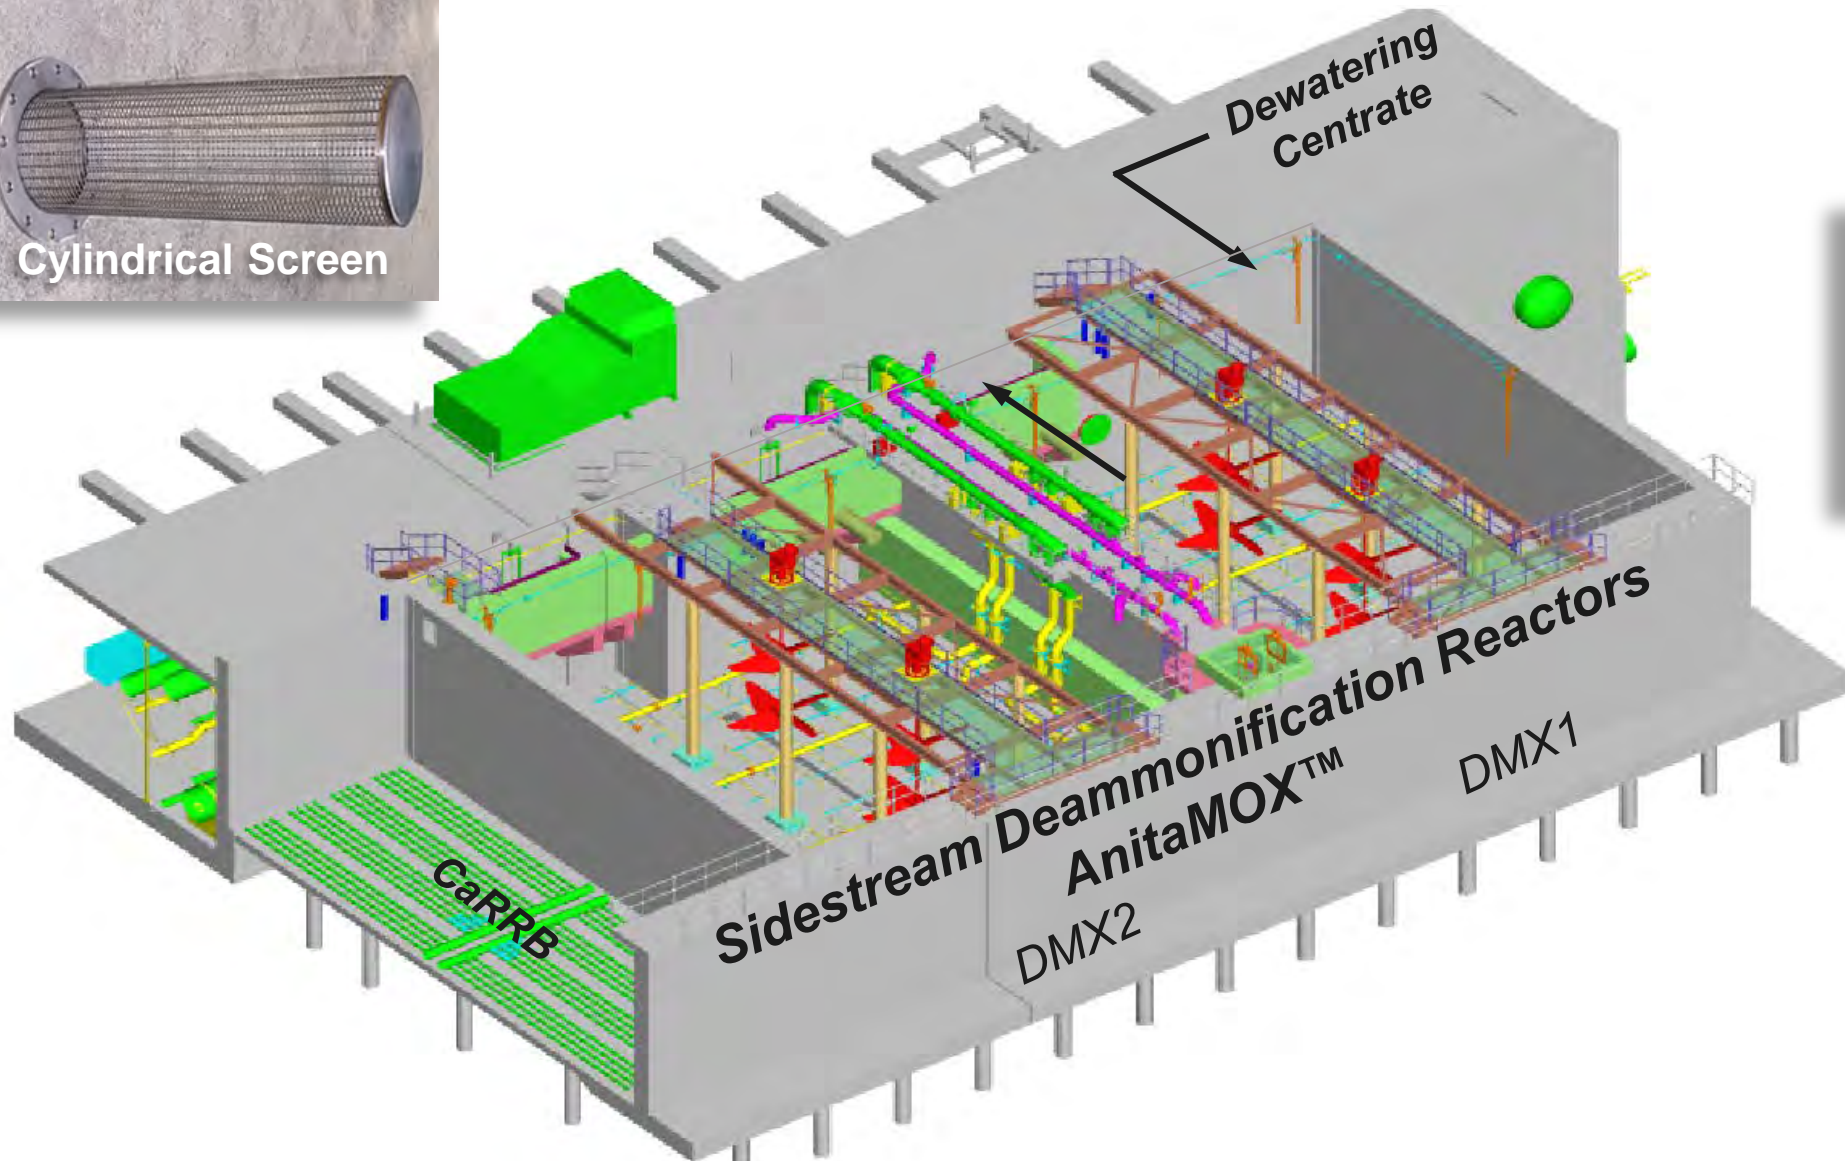 Cylindrical Screen
Dewatering
Centrate
Sidestream Deammonification Reactors
AnitaMOX™
DMX1
DMX2
CaRRB